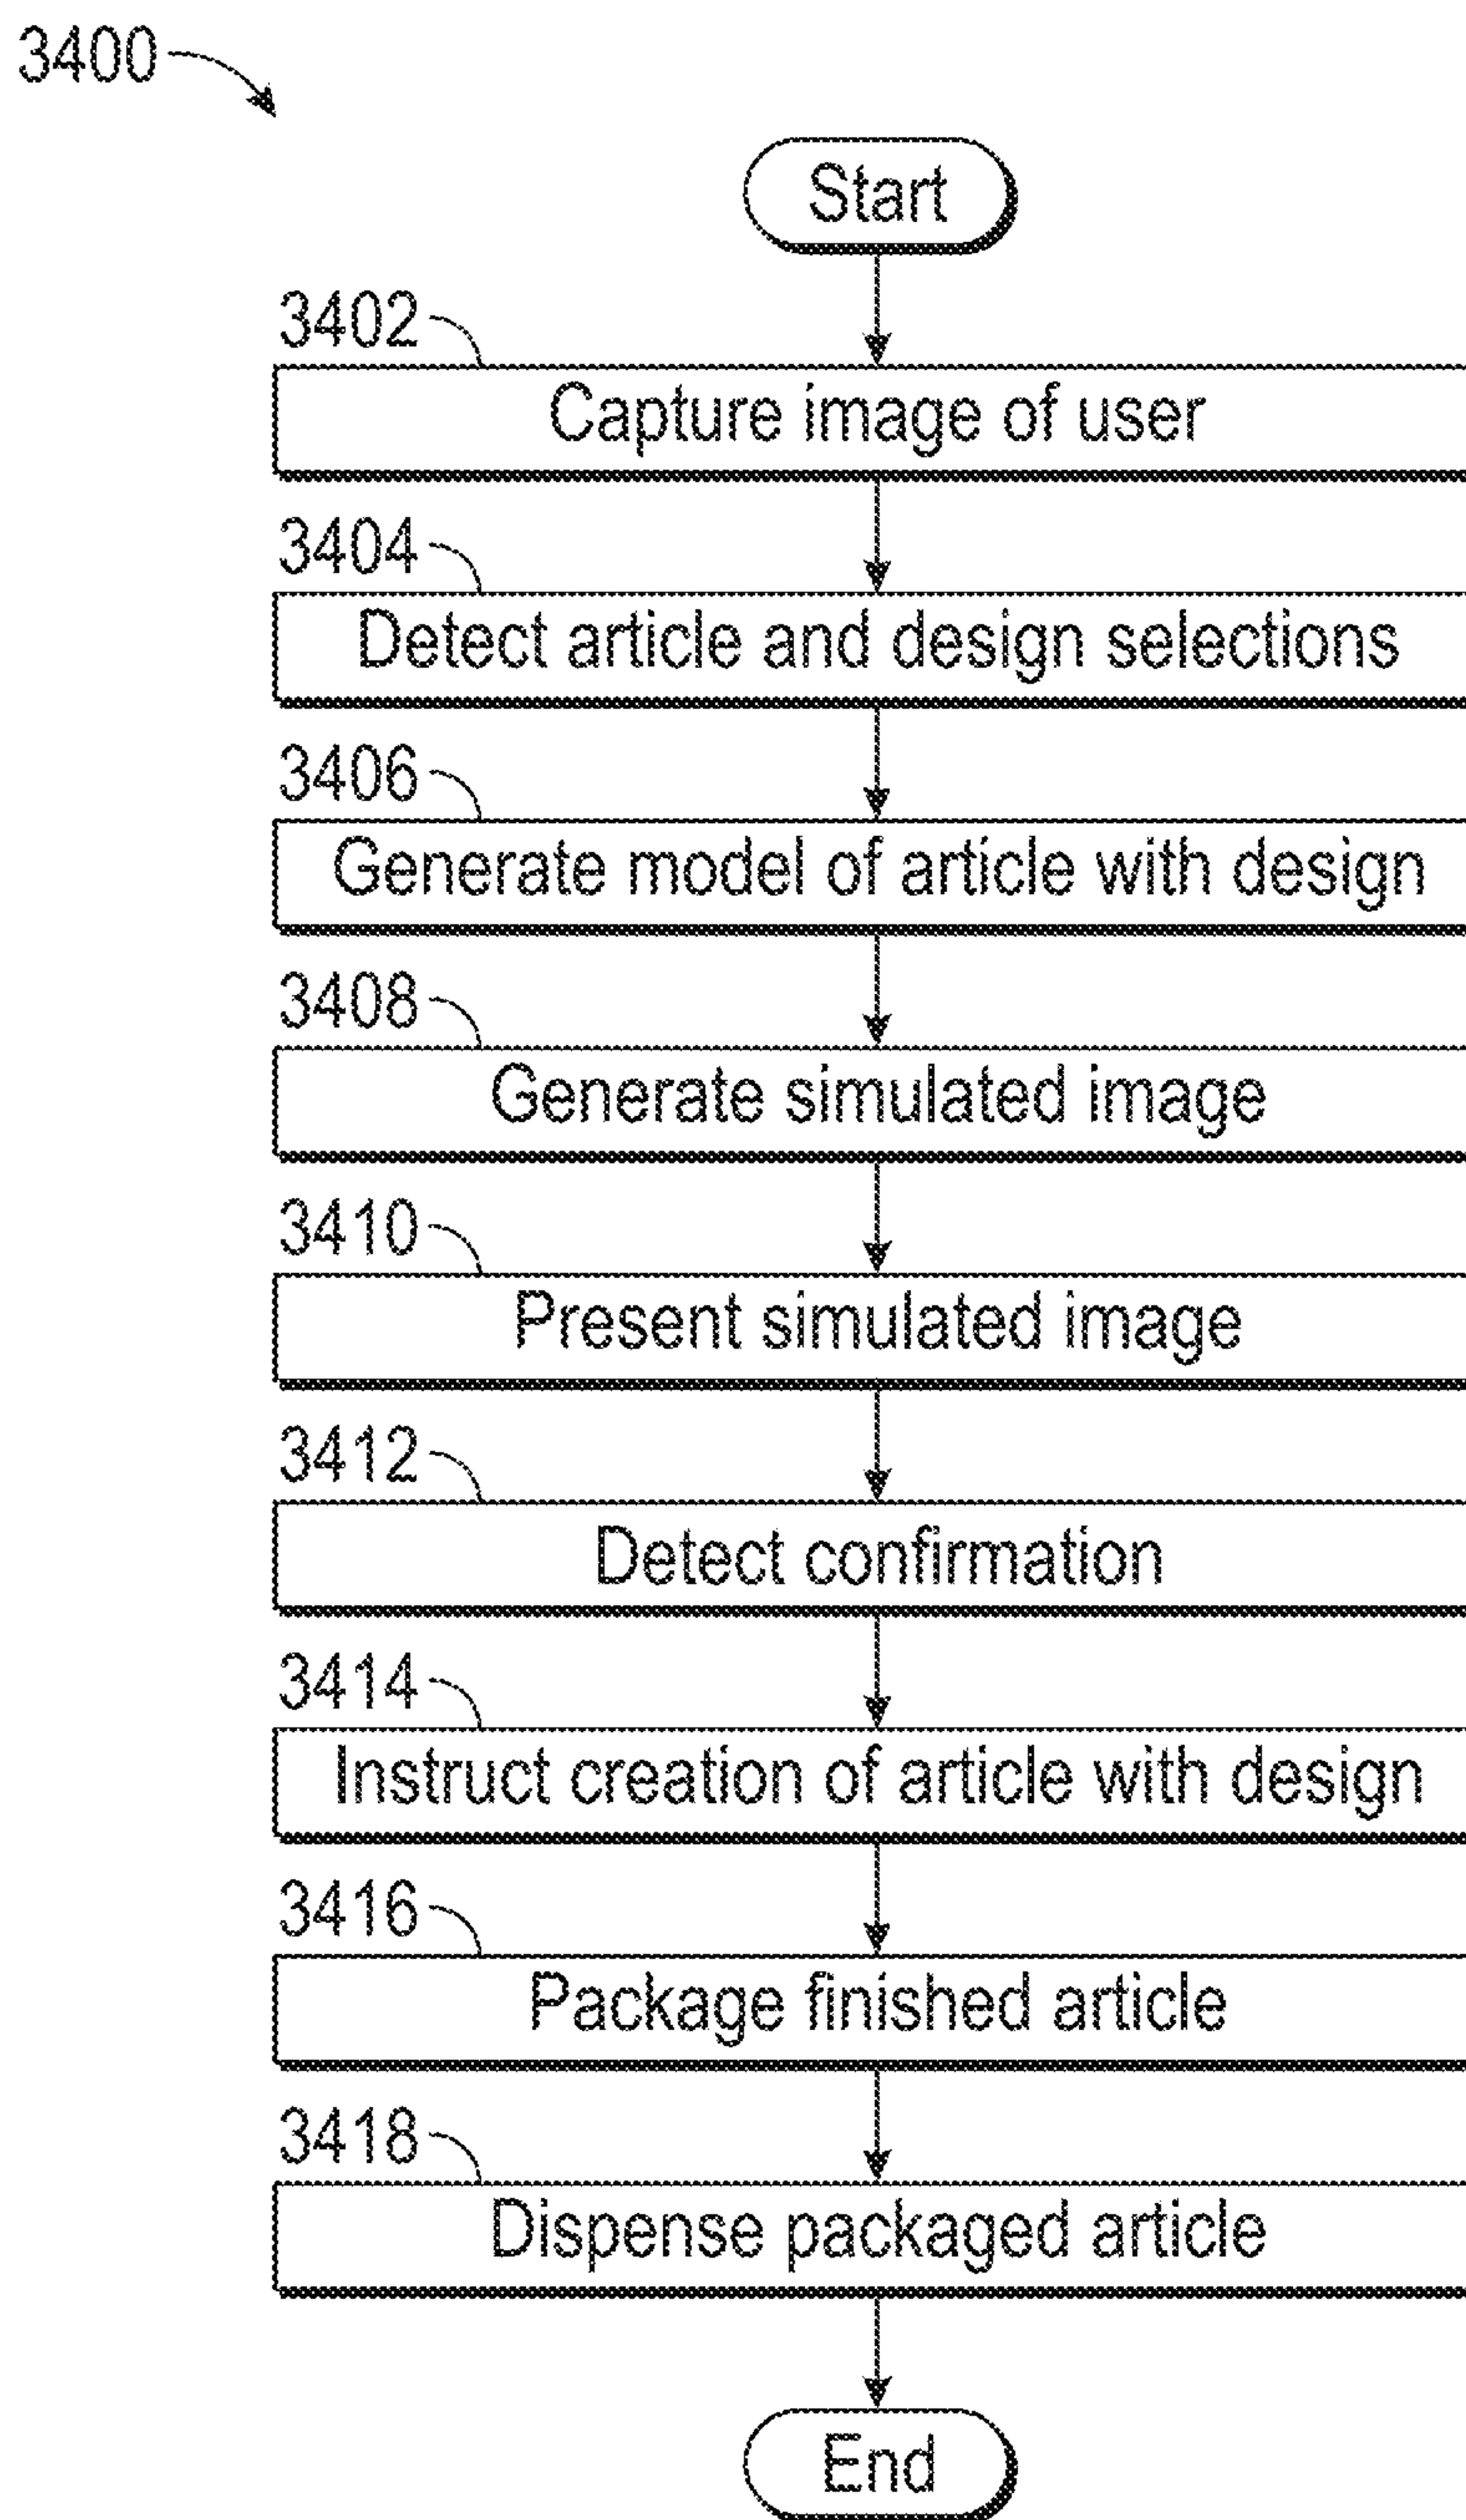 3400
Start
3402
Capture image of user
3404
Detect article and design selections
3406
Generate model of article with design
3408
Generate simulated image
3410
Present simulated image
3412
Detect confirmation
3414
Instruct creation of article with design
3416
Package finished article
3418
Dispense packaged article
End